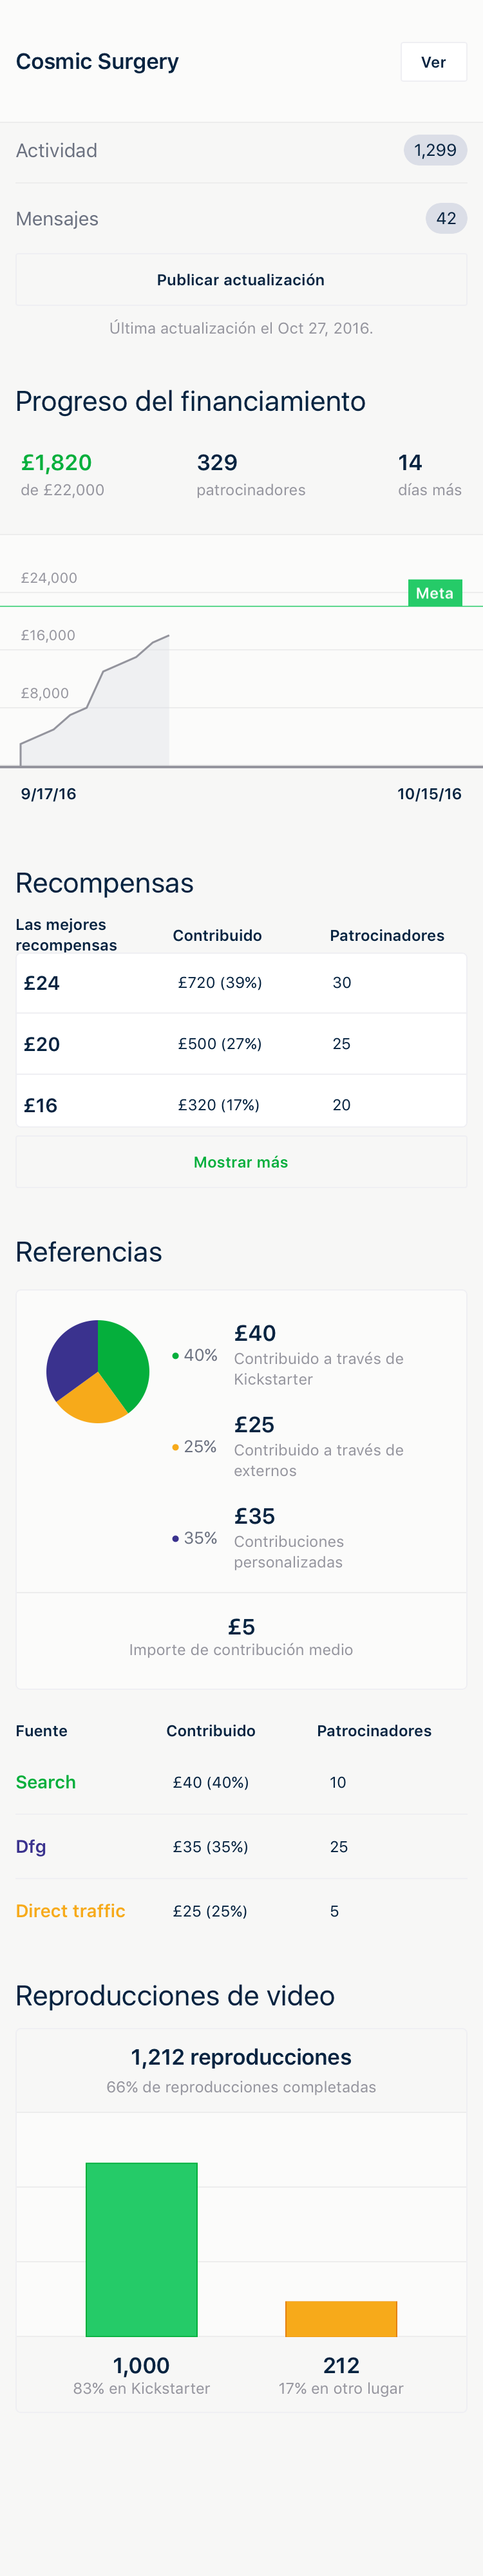 Cosmic Surgery
Ver
Actividad
1,299
Mensajes
42
Publicar actualización
Última actualización el Oct 27, 2016.
Progreso del financiamiento
£1,820
329
14
de £22,000
patrocinadores
días más
£24,000
Meta
£16,000
£8,000
9/17/16
10/15/16
Recompensas
Las mejores
recompensas
Contribuido
Patrocinadores
£24
£720 (39%)
30
£20
£500 (27%)
25
£16
£320 (17%)
20
Mostrar más
Referencias
40%
£40
Contribuido a través de
Kickstarter
25%
£25
Contribuido a través de
externos
35%
£35
Contribuciones
personalizadas
£5
Importe de contribución medio
Fuente
Contribuido
Patrocinadores
Search
£40 (40%)
10
Dfg
£35 (35%)
25
Direct traffic
£25 (25%)
5
Reproducciones de video
1,212 reproducciones
66% de reproducciones completadas
1,000
212
83% en Kickstarter
17% en otro lugar